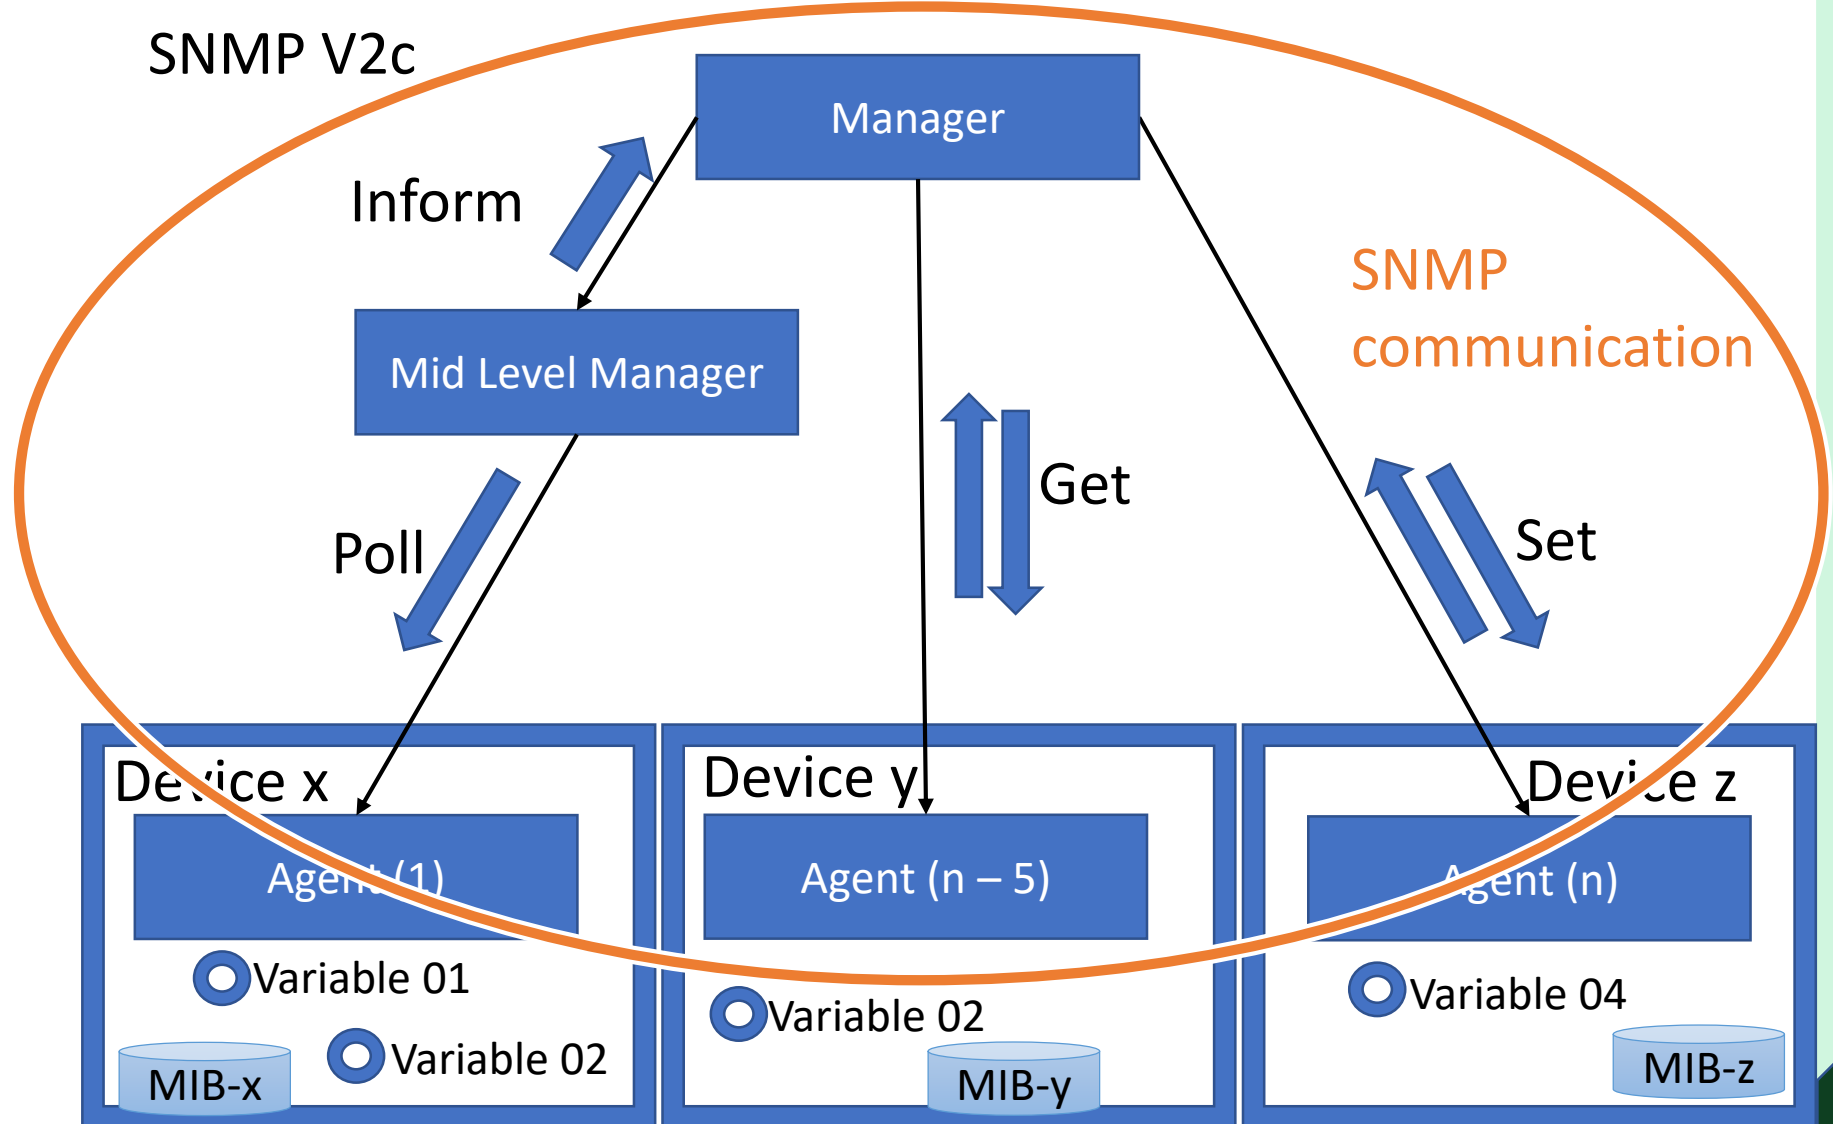 SNMP V2c
Manager
Inform
SNMP
communication
Mid Level Manager
Get
Poll
Set
Device x
Device y
Device z
Agent (1)
Agent (n – 5)
Agent (n)
Variable 01
Variable 02
MIB-x
Variable 02
MIB-y
Variable 04
MIB-z